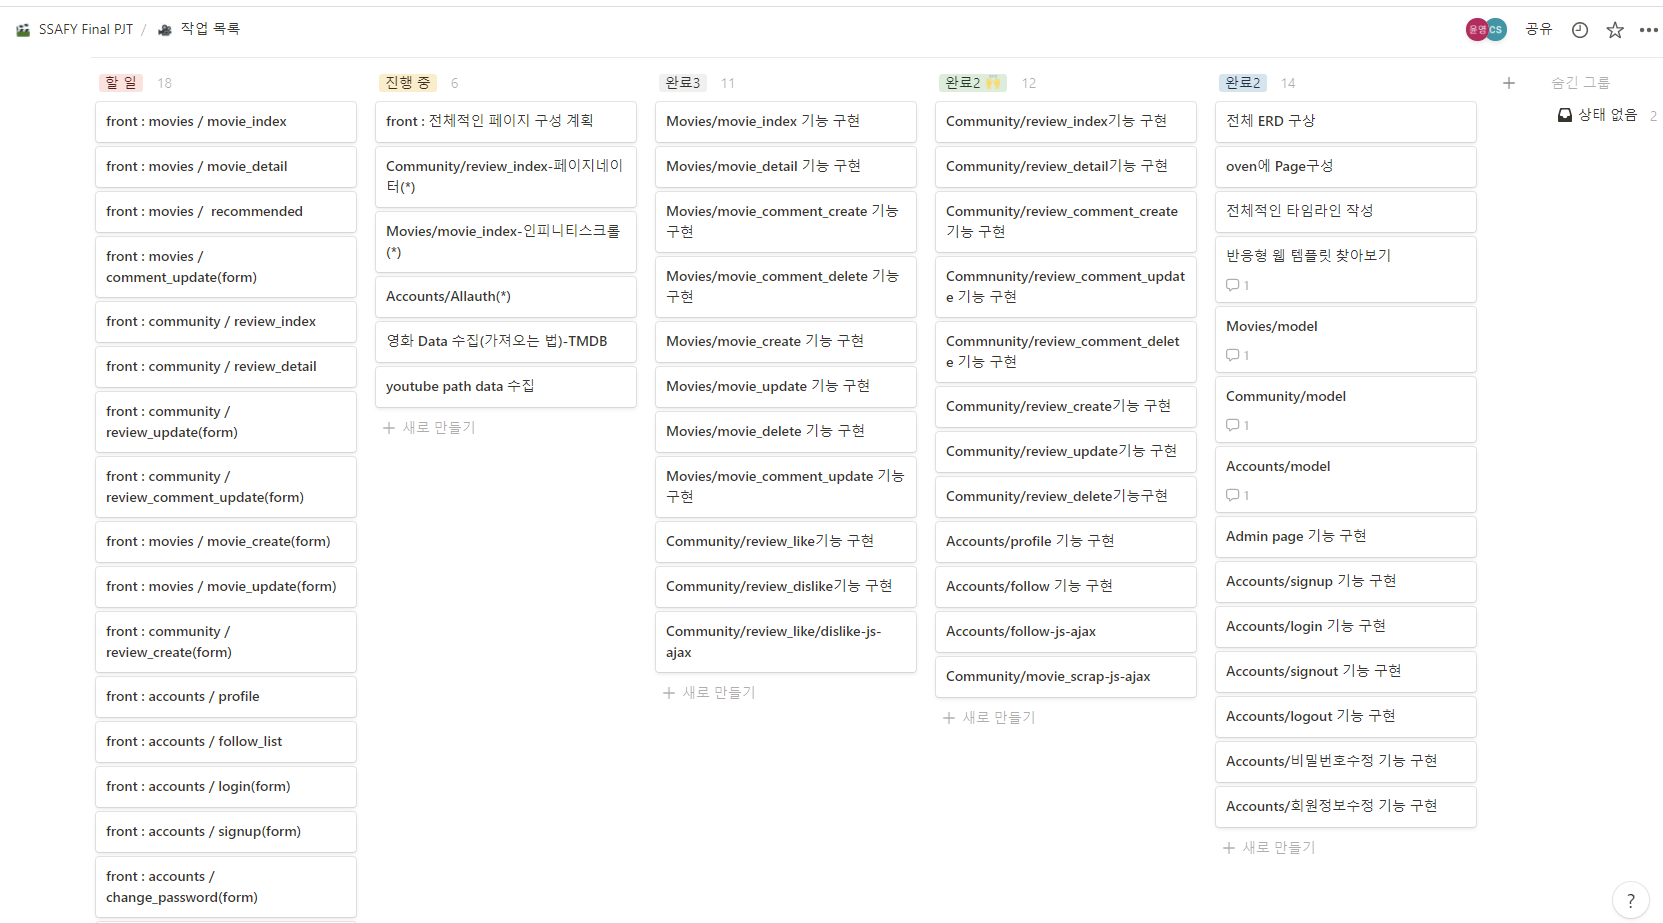 SSAFY Final PJT / 작업 목록
윤영 CS 공유
할 일 18
front : movies / movie_index
front : movies / movie_detail
front : movies / recommended
front : movies /
comment_update(form)
front : community / review_index
front : community / review_detail
front : community /
review_update(form)
front : community /
review_comment_update(form)
front : movies / movie_create(form)
front : movies / movie_update(form)
front : community /
review_create(form)
front : accounts / profile
front : accounts / follow_list
front : accounts / login(form)
front : accounts / signup(form)
front : accounts /
change_password(form)
진행 중 6
front : 전체적인 페이지 구성 계획
Community/review_index-페이지네이
터(*)
Movies/movie_index-인피니티스크롤
(*)
Accounts/Allauth(*)
영화 Data 수집(가져오는 법)-TMDB
youtube path data 수집
+ 새로 만들기
완료3 11
Movies/movie_index 기능 구현
Movies/movie_detail 기능 구현
Movies/movie_comment_create 기능
구현
Movies/movie_comment_delete 기능
구현
Movies/movie_create 기능 구현
Movies/movie_update 기능 구현
Movies/movie_delete 기능 구현
Movies/movie_comment_update 기능
구현
Community/review_like기능 구현
Community/review_dislike기능 구현
Community/review_like/dislike-js-
ajax
+ 새로 만들기
완료2 🙌 12
Community/review_index기능 구현
Community/review_detail기능 구현
Community/review_comment_create
기능 구현
Commnunity/review_comment_updat
e 기능 구현
Commnunity/review_comment_delet
e 기능 구현
Community/review_create기능 구현
Community/review_update기능 구현
Community/review_delete기능구현
Accounts/profile 기능 구현
Accounts/follow 기능 구현
Accounts/follow-js-ajax
Community/movie_scrap-js-ajax
+ 새로 만들기
완료2 14
전체 ERD 구상
oven에 Page구성
전체적인 타임라인 작성
반응형 웹 템플릿 찾아보기
1
Movies/model
1
Community/model
1
Accounts/model
1
Admin page 기능 구현
Accounts/signup 기능 구현
Accounts/login 기능 구현
Accounts/signout 기능 구현
Accounts/logout 기능 구현
Accounts/비밀번호수정 기능 구현
Accounts/회원정보수정 기능 구현
+ 새로 만들기
+ 숨긴 그룹
상태 없음 2
?